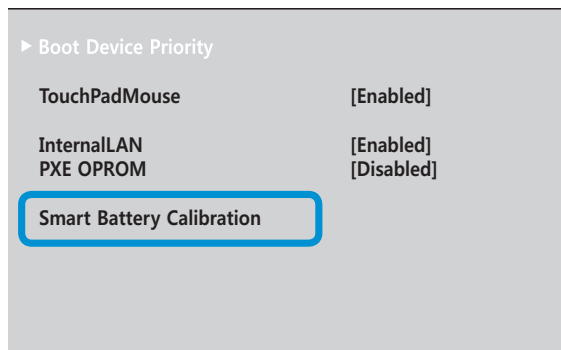 ▶ Boot Device Priority
TouchPadMouse [Enabled]
InternalLAN [Enabled]
PXE OPROM [Disabled]
Smart Battery Calibration